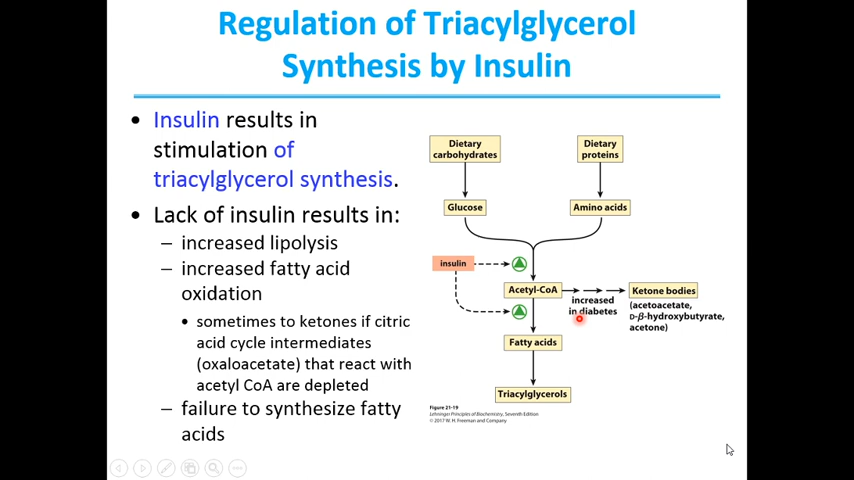 Regulation of Triacylglycerol
Synthesis by Insulin
• Insulin results in
stimulation of
triacylglycerol synthesis.
• Lack of insulin results in:
– increased lipolysis
– increased fatty acid
oxidation
• sometimes to ketones if citric
acid cycle intermediates
(oxaloacetate) that react with
acetyl CoA are depleted
– failure to synthesize fatty
acids
Dietary
carbohydrates
Dietary
proteins
Glucose
Amino acids
insulin
Acetyl-CoA
increased
in diabetes
Ketone bodies
(acetoacetate,
D-β-hydroxybutyrate,
acetone)
Fatty acids
Triacylglycerols
Figure 21-19
Lehninger Principles of Biochemistry, Seventh Edition
© 2017 W. H. Freeman and Company